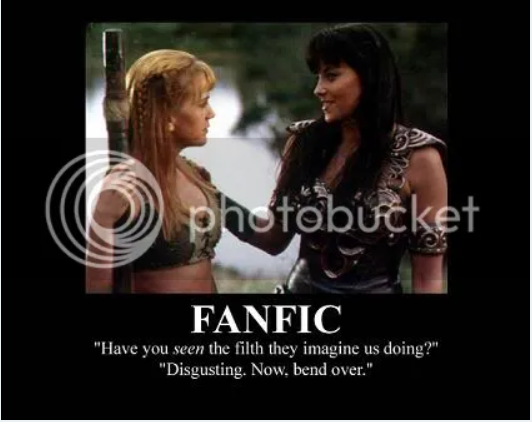 photobucket
FANFIC
"Have you seen the filth they imagine us doing?"
"Disgusting. Now, bend over."